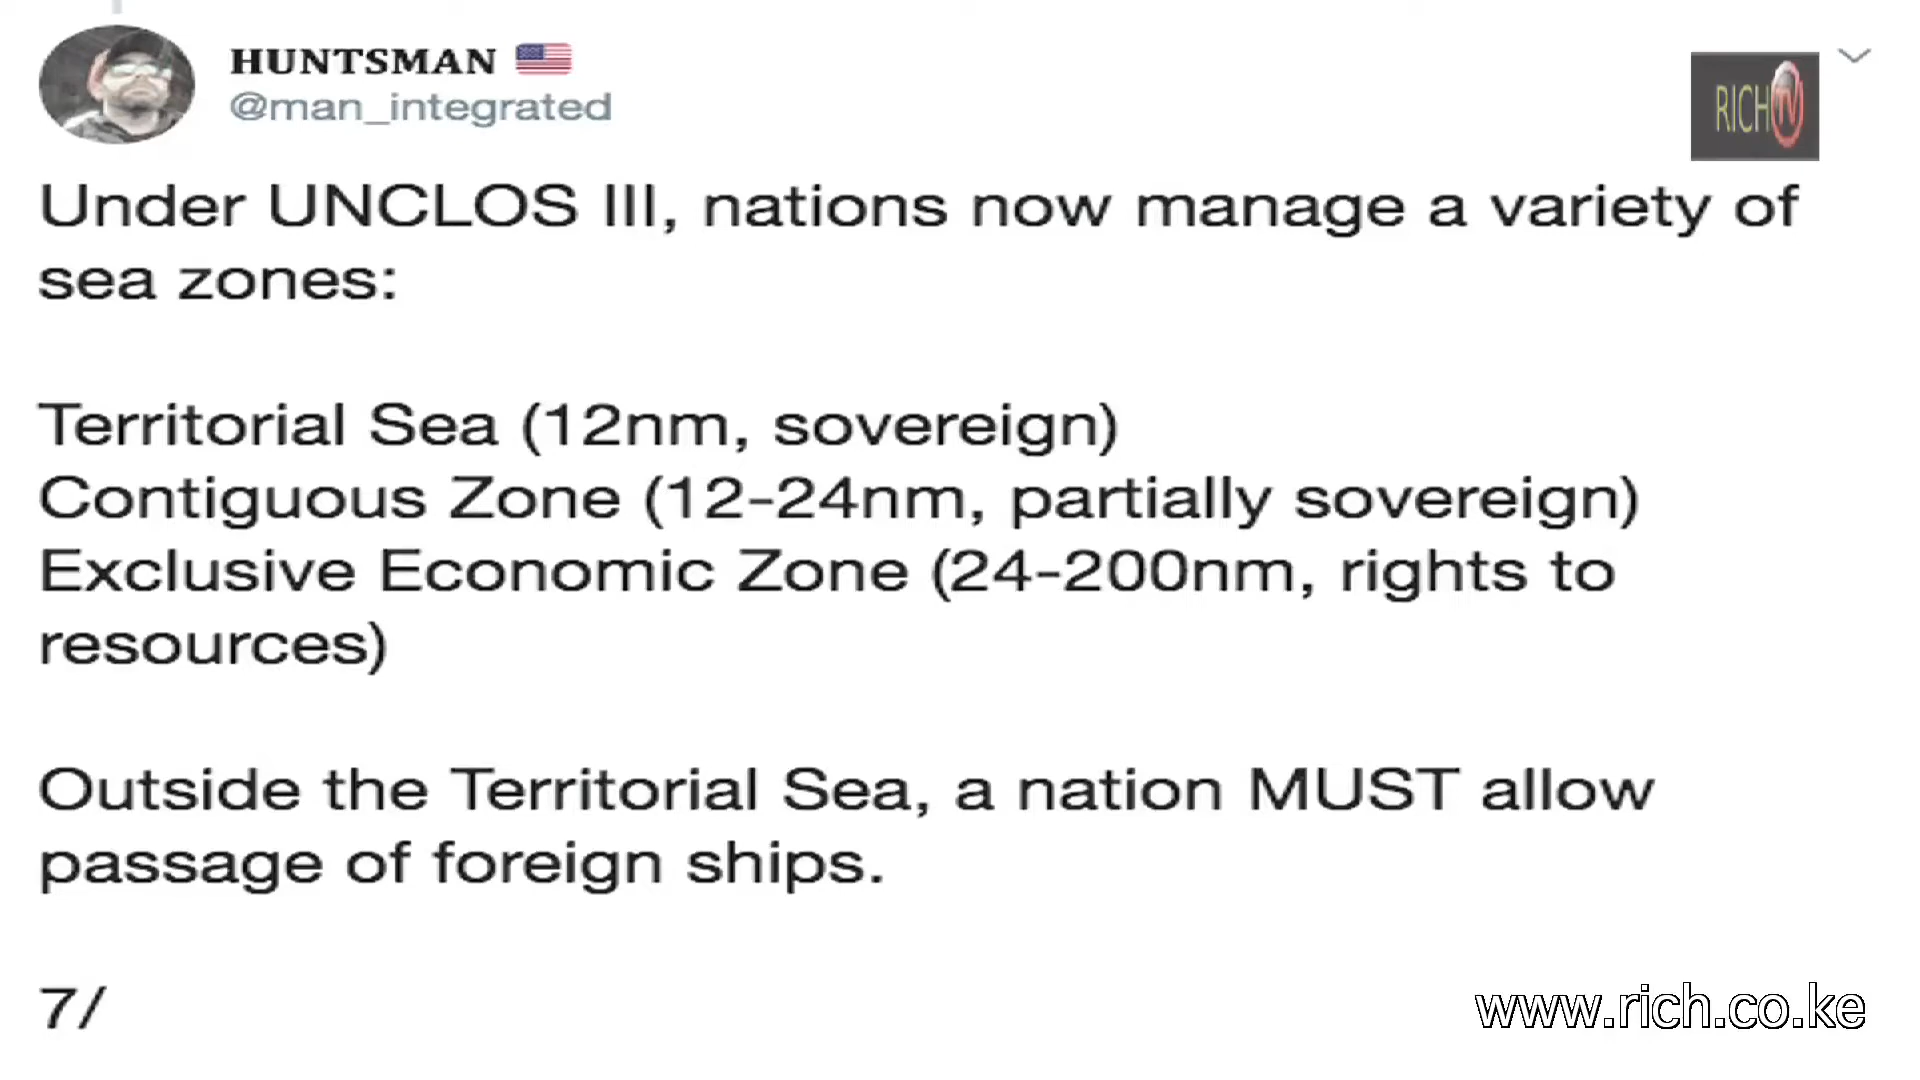 HUNTSMAN 🇺🇸
@man_integrated
RICH TV
Under UNCLOS III, nations now manage a variety of
sea zones:
Territorial Sea (12nm, sovereign)
Contiguous Zone (12-24nm, partially sovereign)
Exclusive Economic Zone (24-200nm, rights to
resources)
Outside the Territorial Sea, a nation MUST allow
passage of foreign ships.
7/
www.rich.co.ke